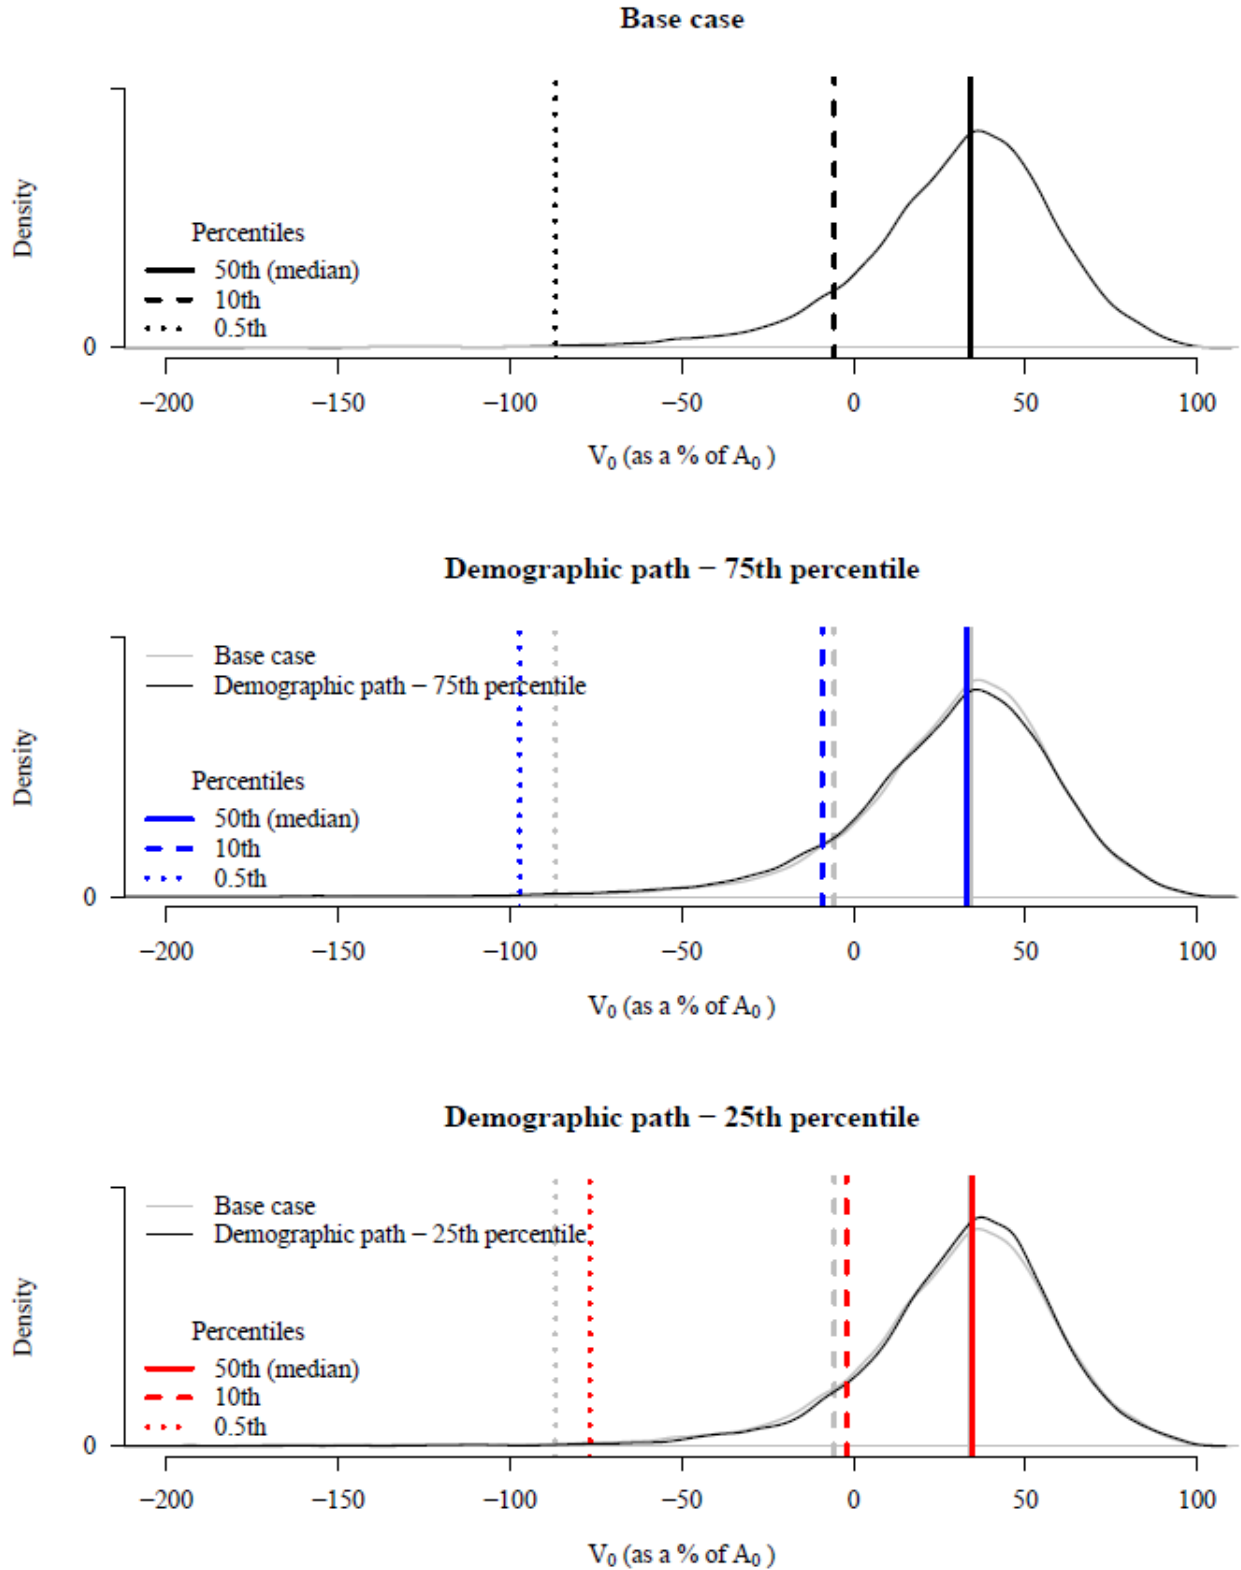 Base case
Density
0
Percentiles
50th (median)
10th
0.5th
−200 −150 −100 −50 0 50 100
V₀ (as a % of A₀ )
Demographic path − 75th percentile
Density
0
Base case
Demographic path − 75th percentile
Percentiles
50th (median)
10th
0.5th
−200 −150 −100 −50 0 50 100
V₀ (as a % of A₀ )
Demographic path − 25th percentile
Density
0
Base case
Demographic path − 25th percentile
Percentiles
50th (median)
10th
0.5th
−200 −150 −100 −50 0 50 100
V₀ (as a % of A₀ )